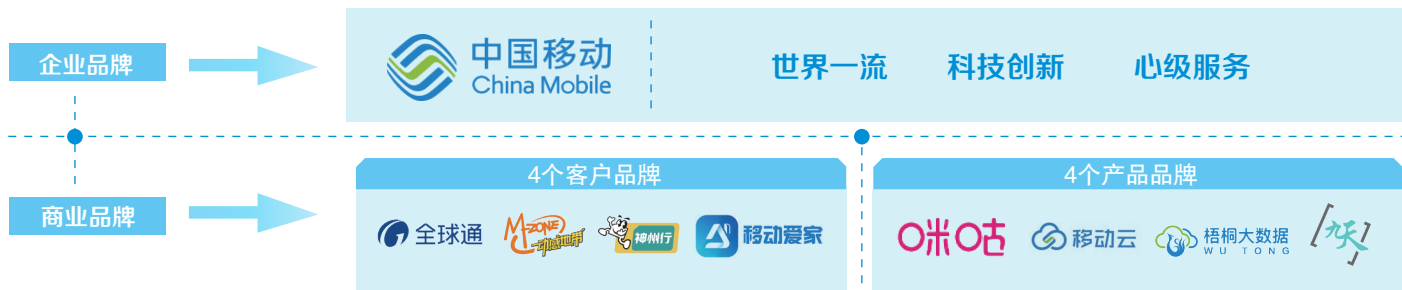 企业品牌
中国移动
China Mobile
世界一流
科技创新
心级服务
商业品牌
4个客户品牌
全球通
M-ZONE
动感地带
神州行
移动爱家
4个产品品牌
咪咕
移动云
梧桐大数据
WU TONG
九天